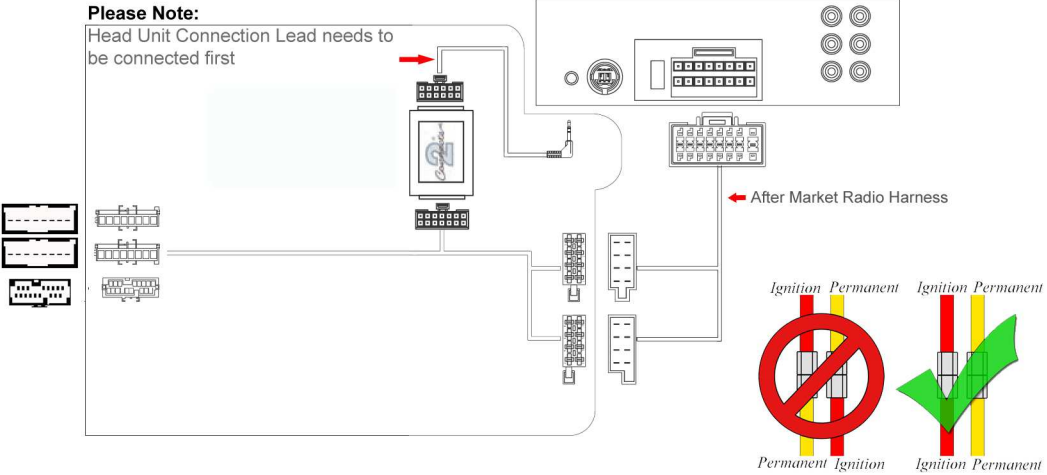 Please Note:
Head Unit Connection Lead needs to
be connected first
Connects2
After Market Radio Harness
Ignition Permanent Ignition Permanent
Permanent Ignition Ignition Permanent